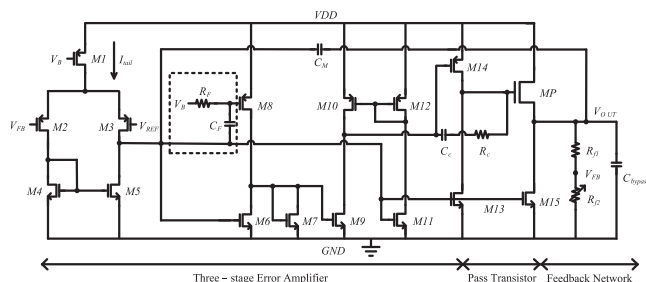 VDD
V_B M1 I_tail C_M M14
V_B R_F M8 M10 M12 MP
V_FB M2 M3 V_REF C_F V_OUT
C_c R_c R_f1
V_FB C_bypas
M4 M5 R_f2
M6 M7 M9 M11 M13 M15
GND
Three – stage Error Amplifier Pass Transistor Feedback Network